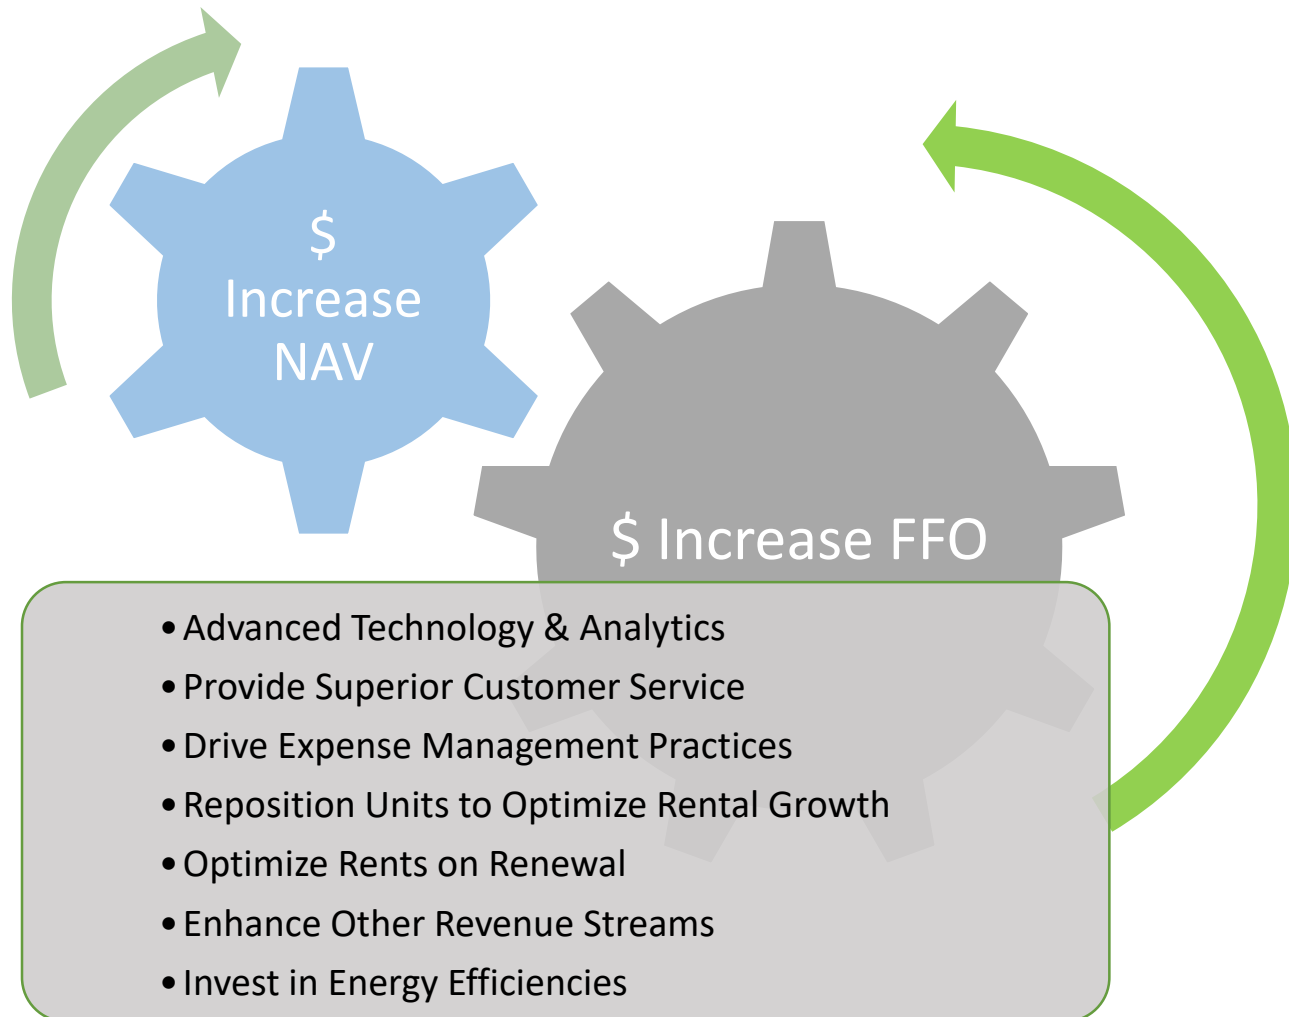 $
Increase
NAV
$ Increase FFO
• Advanced Technology & Analytics
• Provide Superior Customer Service
• Drive Expense Management Practices
• Reposition Units to Optimize Rental Growth
• Optimize Rents on Renewal
• Enhance Other Revenue Streams
• Invest in Energy Efficiencies